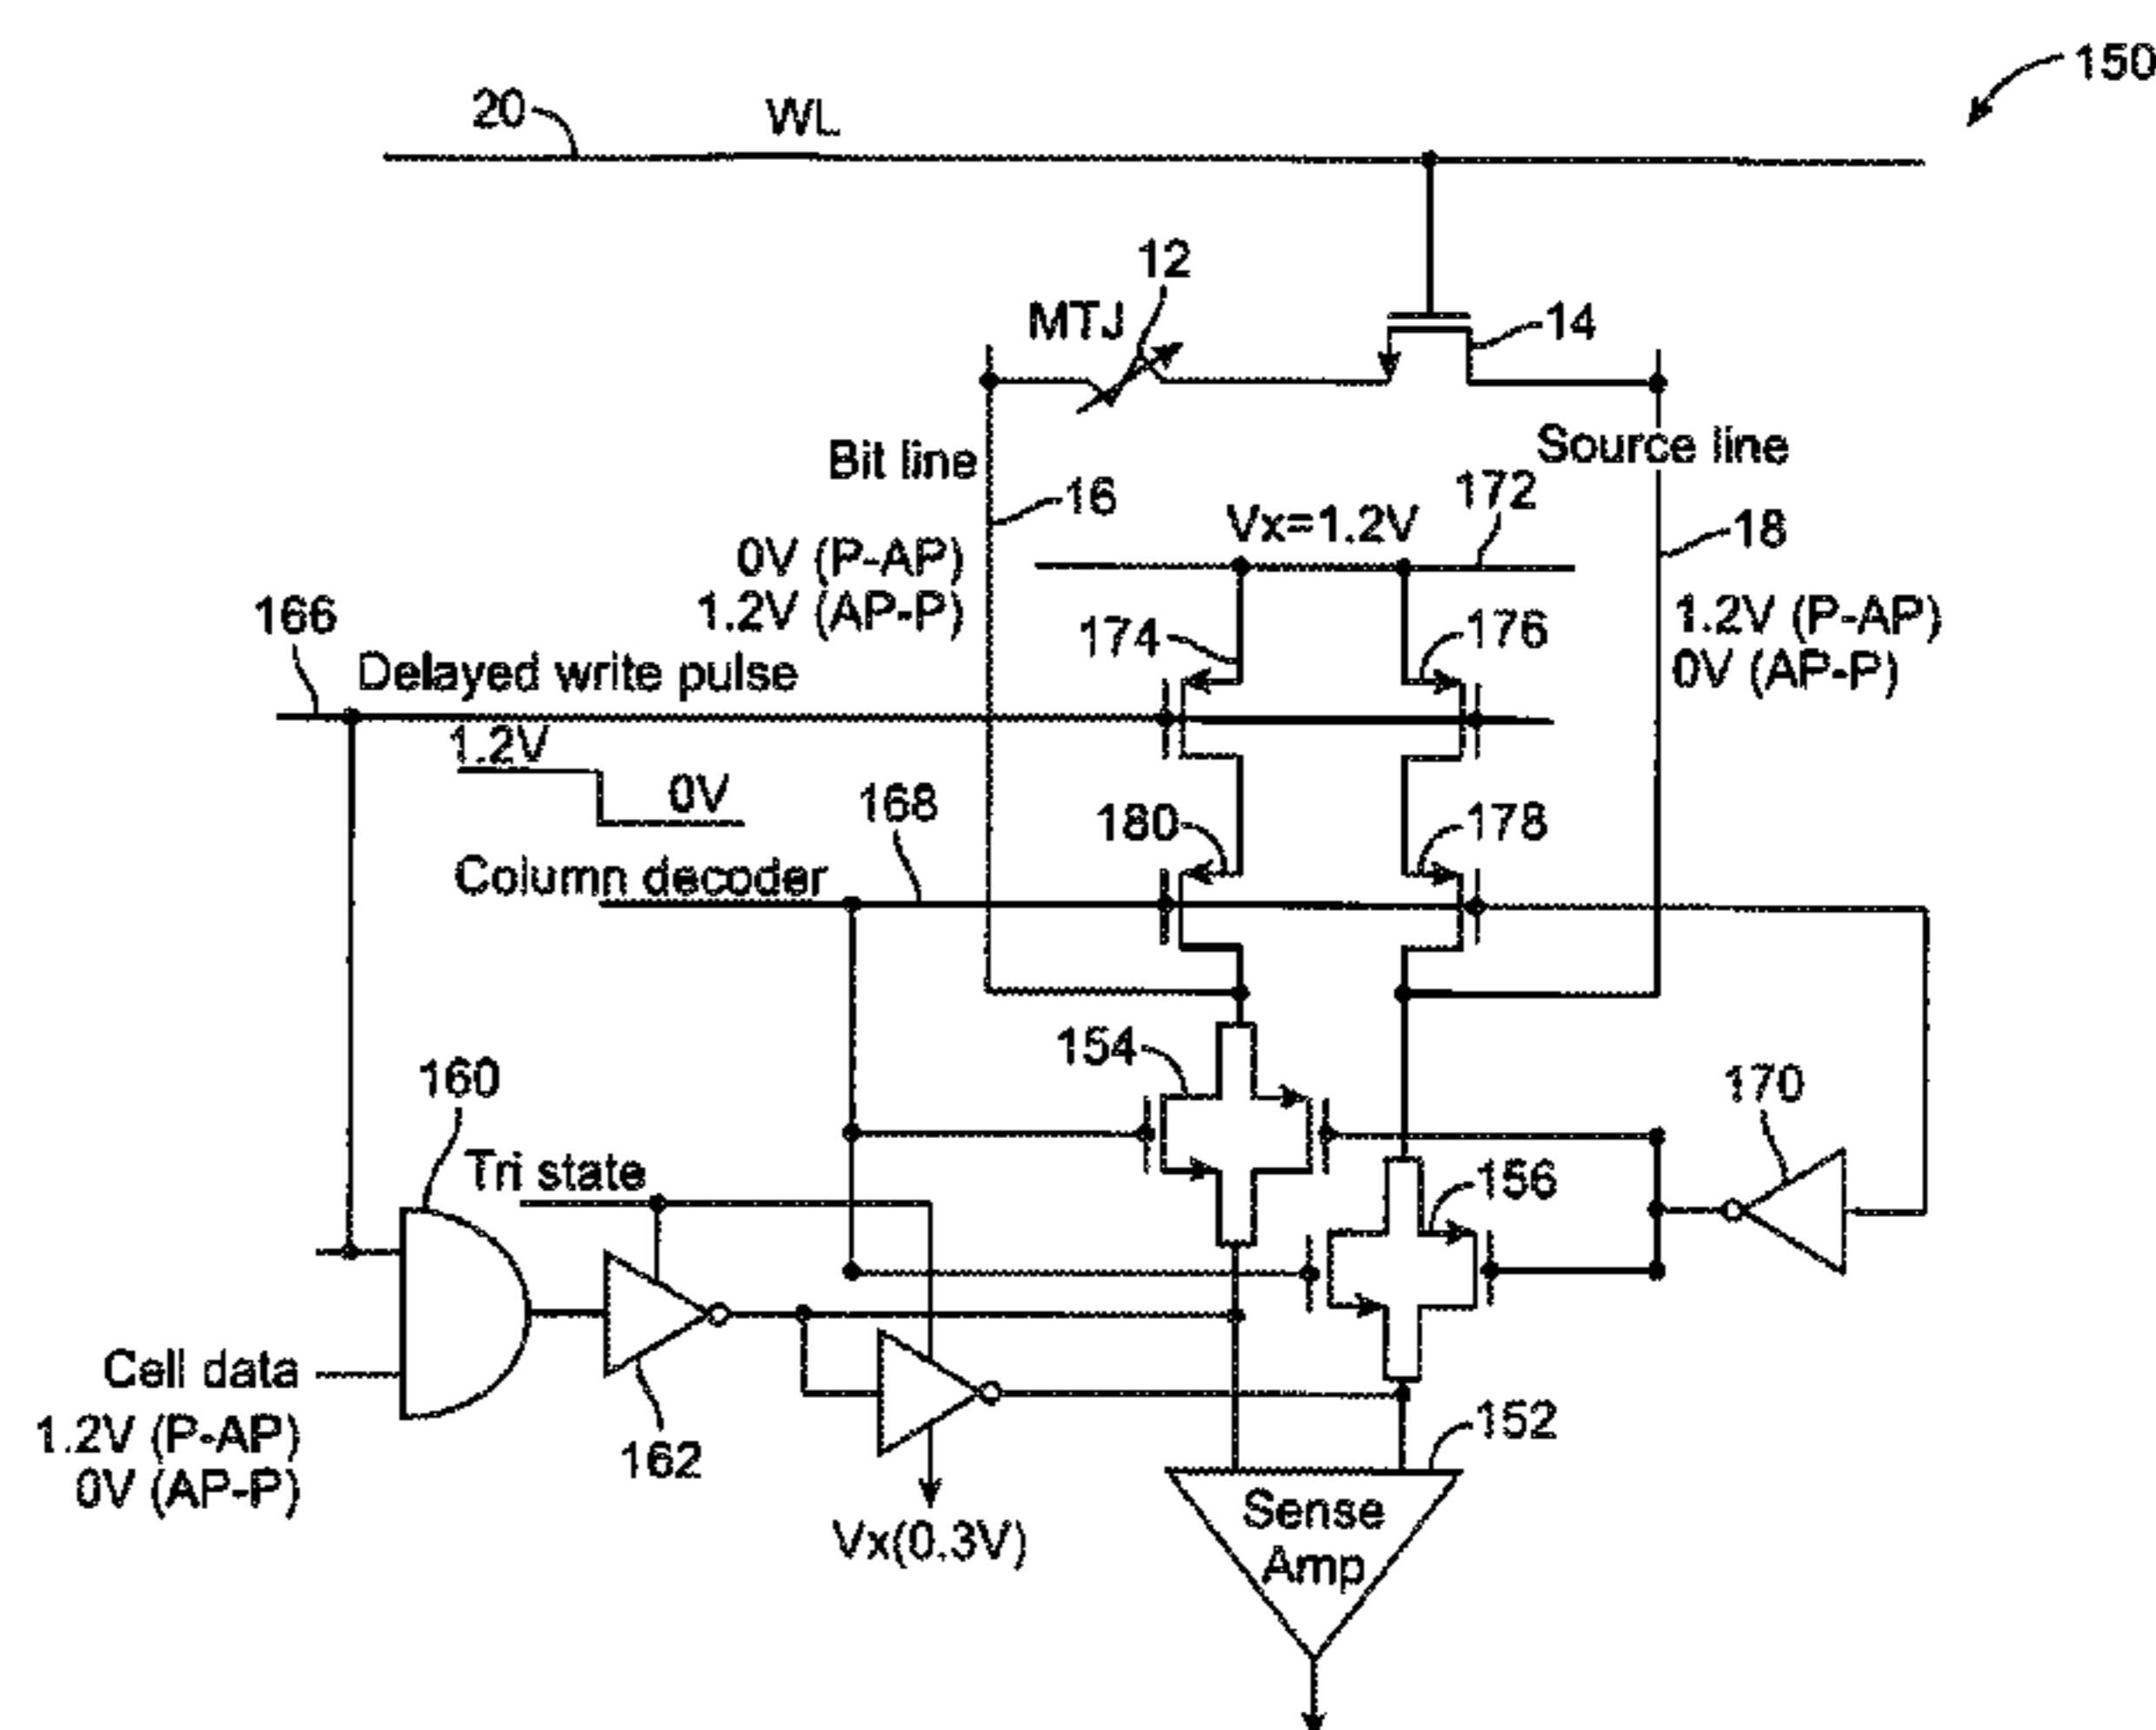 150
20
WL
12
MTJ
14
Bit line
Source line
16
172
Vx=1.2V
18
0V (P-AP)
1.2V (AP-P)
1.2V (P-AP)
0V (AP-P)
166
174
176
Delayed write pulse
1.2V
0V
168
180
178
Column decoder
154
160
170
Tri state
156
Cell data
1.2V (P-AP)
0V (AP-P)
162
152
Vx(0.3V)
Sense
Amp